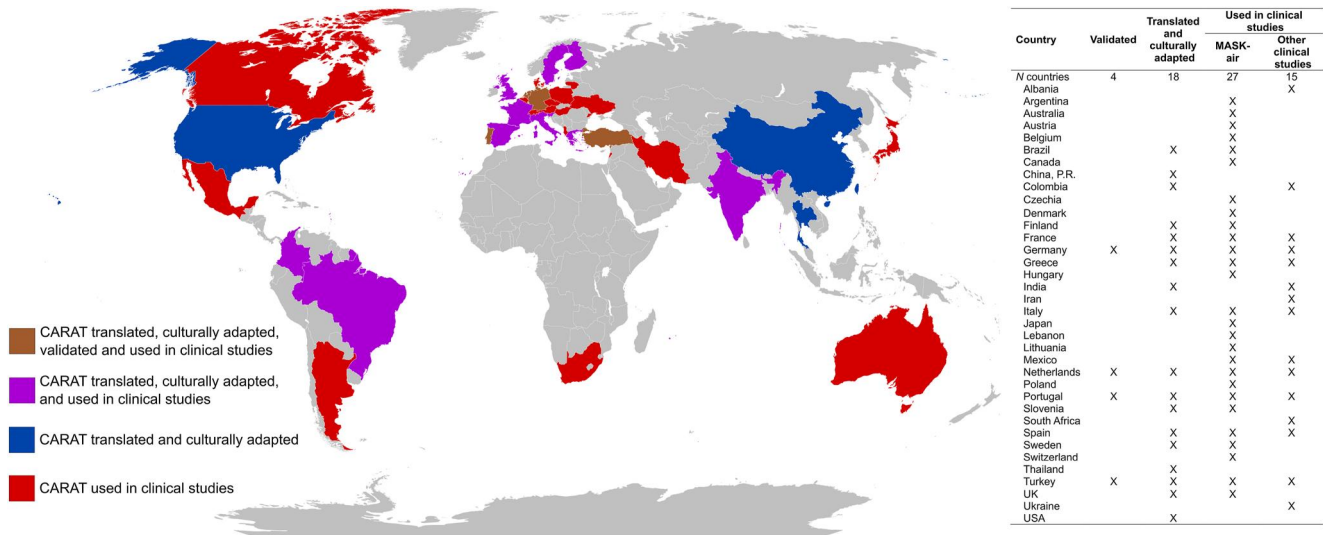 CARAT translated, culturally adapted,
validated and used in clinical studies
CARAT translated, culturally adapted,
and used in clinical studies
CARAT translated and culturally adapted
CARAT used in clinical studies
Country Validated Translated and culturally adapted Used in clinical studies
MASK-air Other clinical studies
N countries 4 18 27 15
Albania X
Argentina X
Australia X
Austria X
Belgium X
Brazil X X
Canada X
China, P.R. X
Colombia X X
Czechia X
Denmark X
Finland X X
France X X X
Germany X X X X
Greece X X X
Hungary X
India X X
Iran X
Italy X X X
Japan X
Lebanon X
Lithuania X
Mexico X X
Netherlands X X X X
Poland X
Portugal X X X X
Slovenia X X
South Africa X
Spain X X X
Sweden X X
Switzerland X
Thailand X
Turkey X X X X
UK X X
Ukraine X
USA X